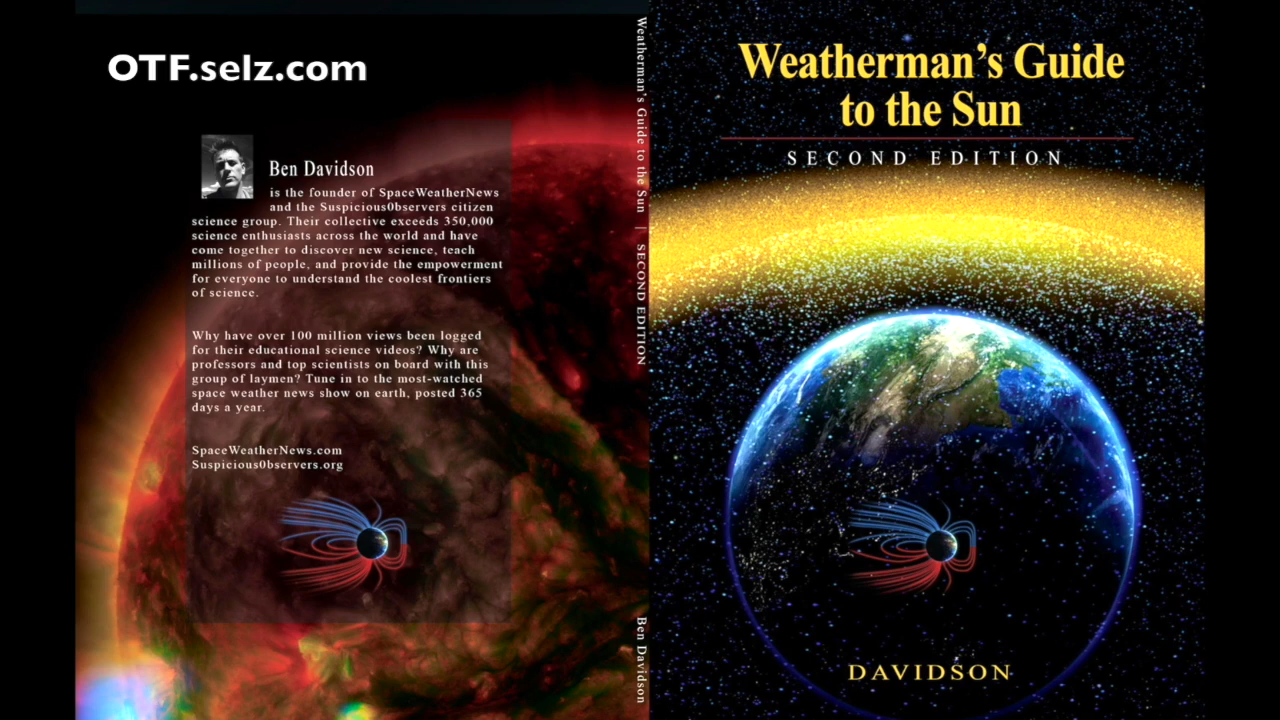 OTF.selz.com
Ben Davidson
is the founder of SpaceWeatherNews
and the Suspicious0bservers citizen
science group. Their collective exceeds 350,000
science enthusiasts across the world and have
come together to discover new science, teach
millions of people, and provide the empowerment
for everyone to understand the coolest frontiers
of science.
Why have over 100 million views been logged
for their educational science videos? Why are
professors and top scientists on board with this
group of laymen? Tune in to the most-watched
space weather news show on earth, posted 365
days a year.
SpaceWeatherNews.com
Suspicious0bservers.org
Weatherman's Guide to the Sun | SECOND EDITION
Ben Davidson
Weatherman's Guide
to the Sun
SECOND EDITION
DAVIDSON